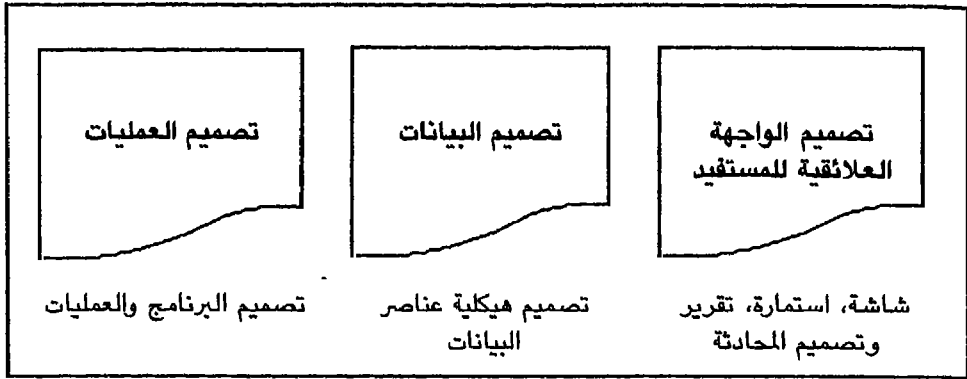 تصميم الواجهة
العلائقية للمستفيد
شاشة، استمارة، تقرير
وتصميم المحادثة
تصميم البيانات
تصميم هيكلية عناصر
البيانات
تصميم العمليات
تصميم البرنامج والعمليات